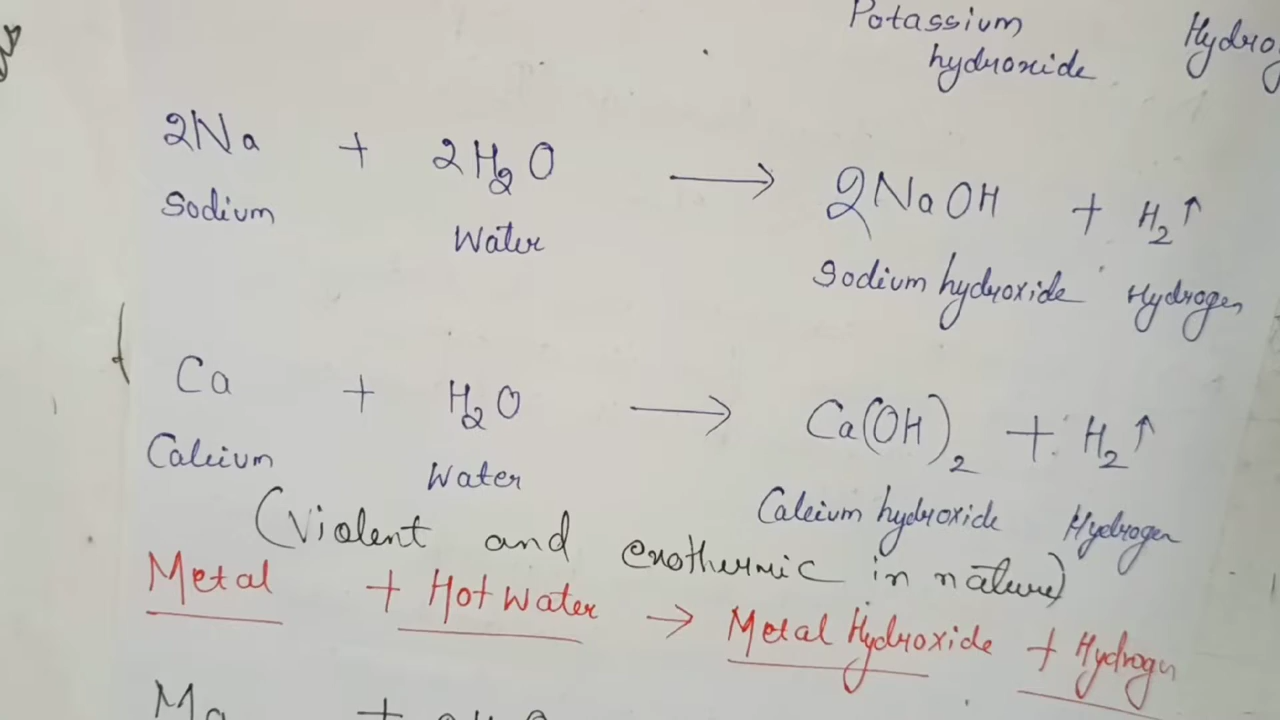 Potassium
hydroxide
2Na + 2H₂O → 2NaOH + H₂↑
Sodium Water Sodium hydroxide Hydrogen
Ca + H₂O → Ca(OH)₂ + H₂↑
Calcium Water Calcium hydroxide Hydrogen
(Violent and exothermic in nature)
Metal + Hot Water → Metal Hydroxide + Hydrogen